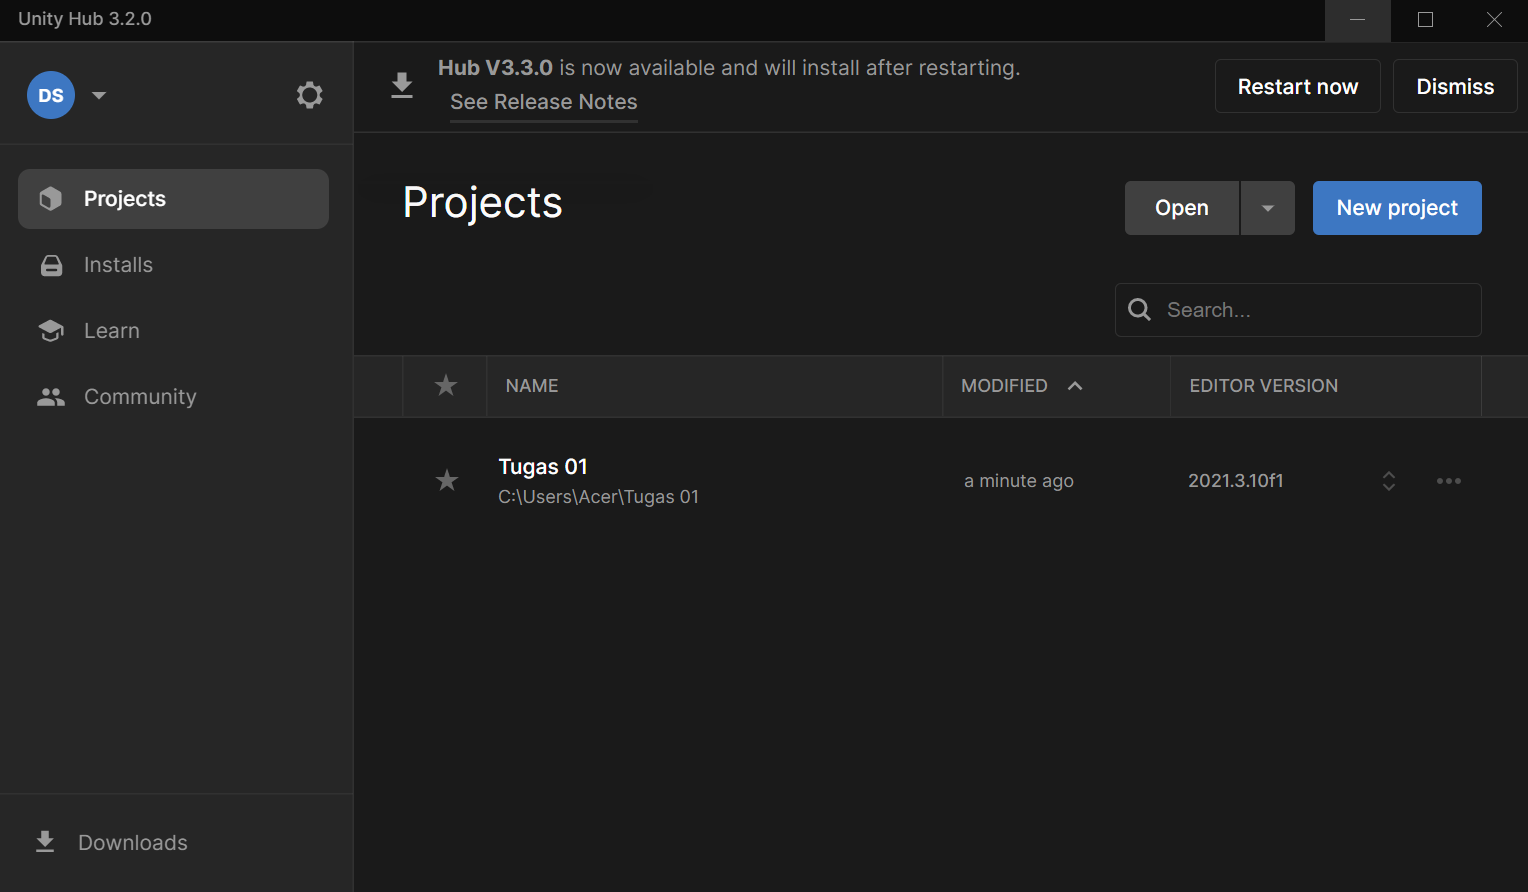 Unity Hub 3.2.0
DS
Hub V3.3.0 is now available and will install after restarting.
See Release Notes
Restart now
Dismiss
Projects
Installs
Learn
Community
Downloads
Projects
Open
New project
Search...
NAME
MODIFIED
EDITOR VERSION
Tugas 01
C:\Users\Acer\Tugas 01
a minute ago
2021.3.10f1